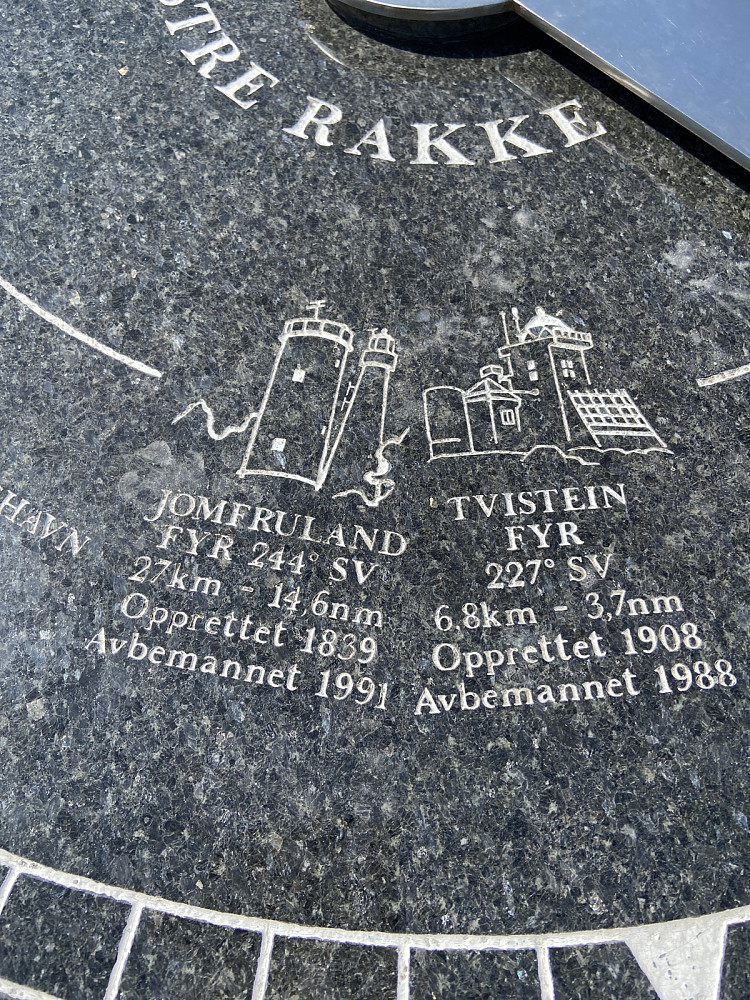 TRE RAKKE
HAVN
JOMFRULAND
FYR 244° SV
27km - 14,6nm
Opprettet 1839
Avbemannet 1991
TVISTEIN
FYR
227° SV
6,8km - 3,7nm
Opprettet 1908
Avbemannet 1988